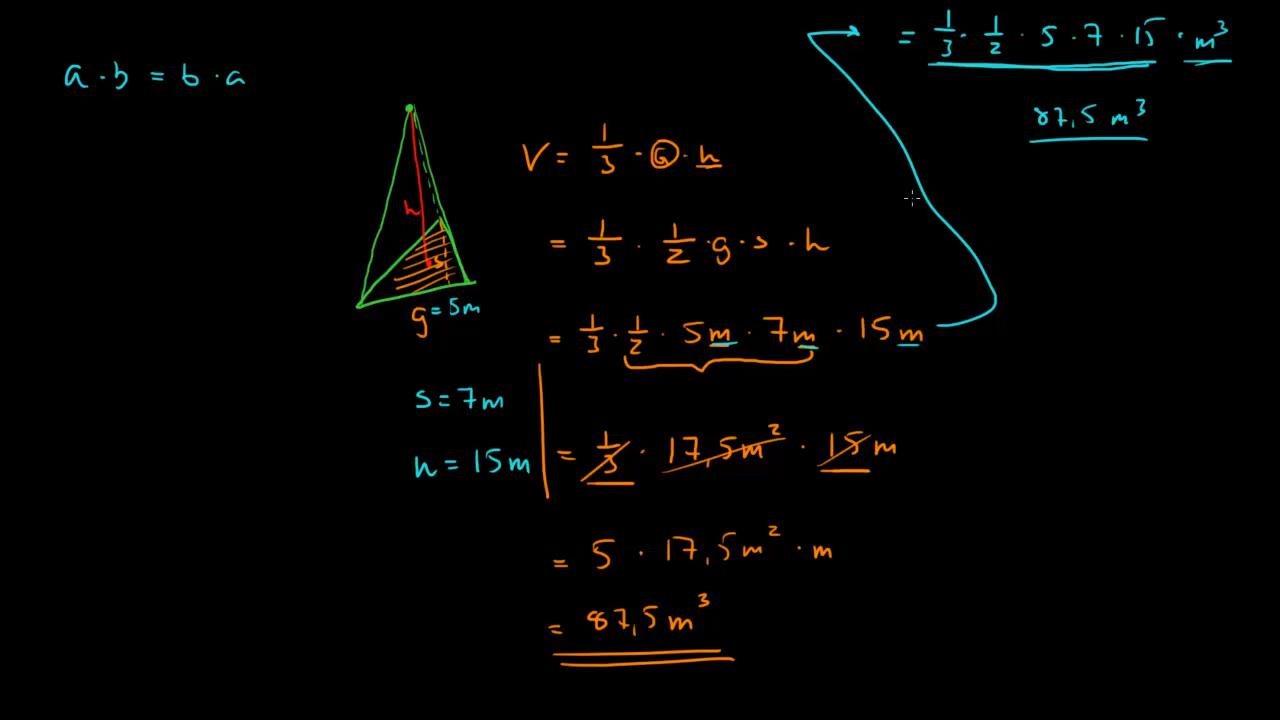 a · b = b · a
h
s
g = 5m
s = 7m
h = 15m
V = 1/3 · G · h
= 1/3 · 1/2 · g · s · h
= 1/3 · 1/2 · 5m · 7m · 15m
= 1/3 · 17,5m² · 15m
= 5 · 17,5m² · m
= 87,5m³
= 1/3 · 1/2 · 5 · 7 · 15 · m³
87,5 m³